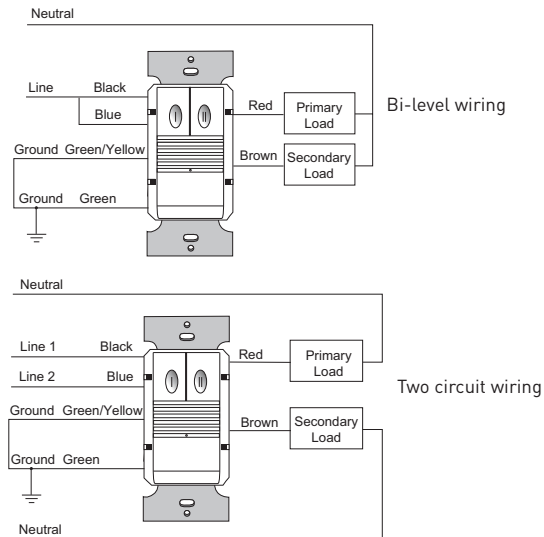 Neutral
Line Black
Blue
Red
Primary
Load
Bi-level wiring
Ground Green/Yellow
Brown
Secondary
Load
Ground Green
I II
Neutral
Line 1 Black
Red
Primary
Load
Line 2 Blue
I II
Two circuit wiring
Ground Green/Yellow
Brown
Secondary
Load
Ground Green
Neutral